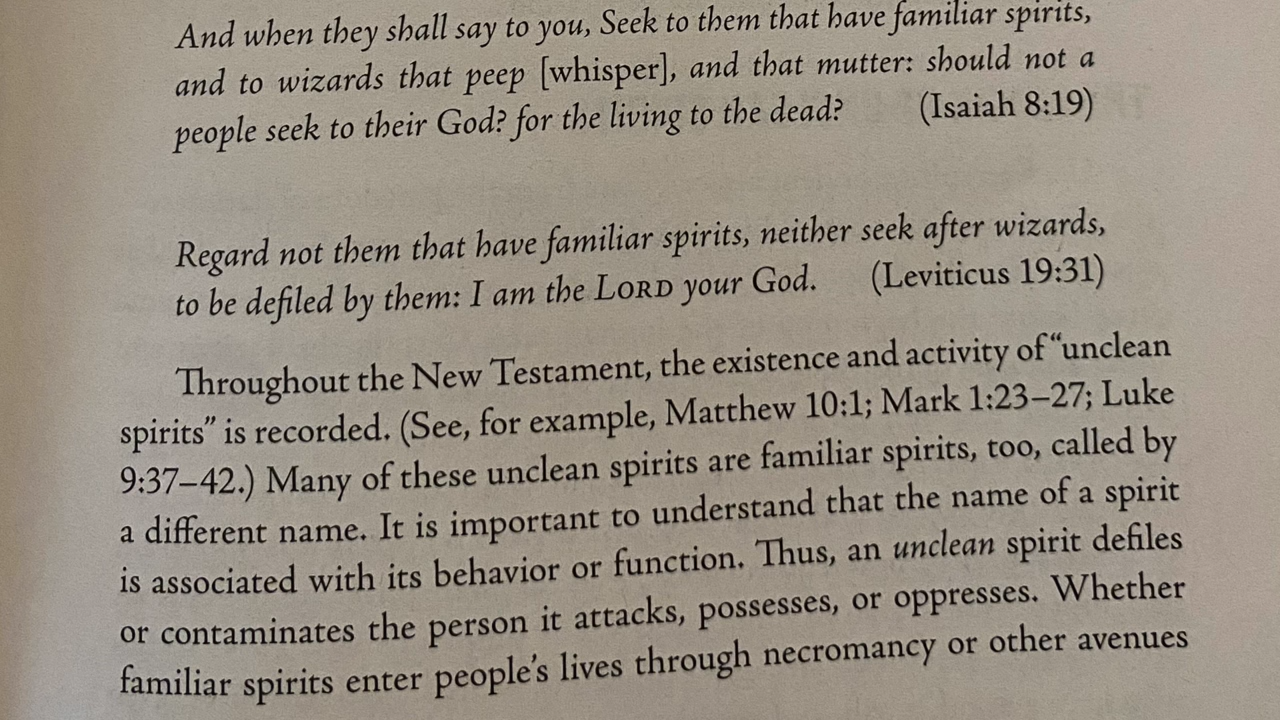 And when they shall say to you, Seek to them that have familiar spirits,
and to wizards that peep [whisper], and that mutter: should not a
people seek to their God? for the living to the dead? (Isaiah 8:19)
Regard not them that have familiar spirits, neither seek after wizards,
to be defiled by them: I am the LORD your God. (Leviticus 19:31)
Throughout the New Testament, the existence and activity of “unclean
spirits” is recorded. (See, for example, Matthew 10:1; Mark 1:23–27; Luke
9:37–42.) Many of these unclean spirits are familiar spirits, too, called by
a different name. It is important to understand that the name of a spirit
is associated with its behavior or function. Thus, an unclean spirit defiles
or contaminates the person it attacks, possesses, or oppresses. Whether
familiar spirits enter people’s lives through necromancy or other avenues